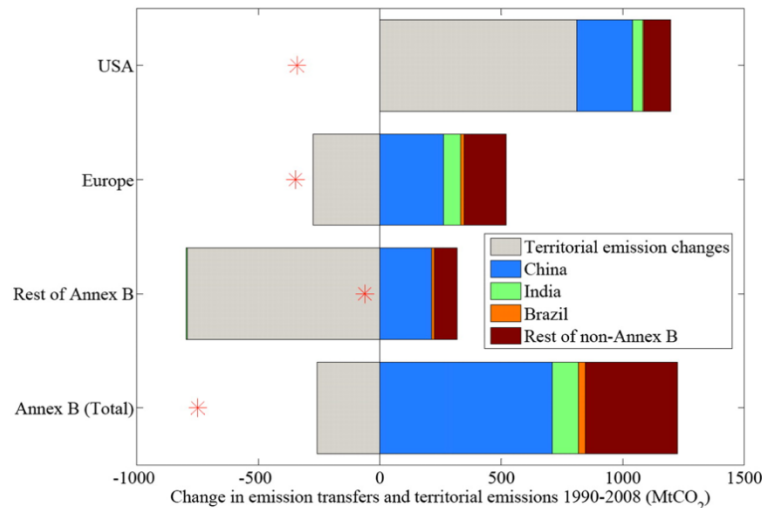 USA
Europe
Rest of Annex B
Annex B (Total)
Territorial emission changes
China
India
Brazil
Rest of non-Annex B
-1000 -500 0 500 1000 1500
Change in emission transfers and territorial emissions 1990-2008 (MtCO₂)